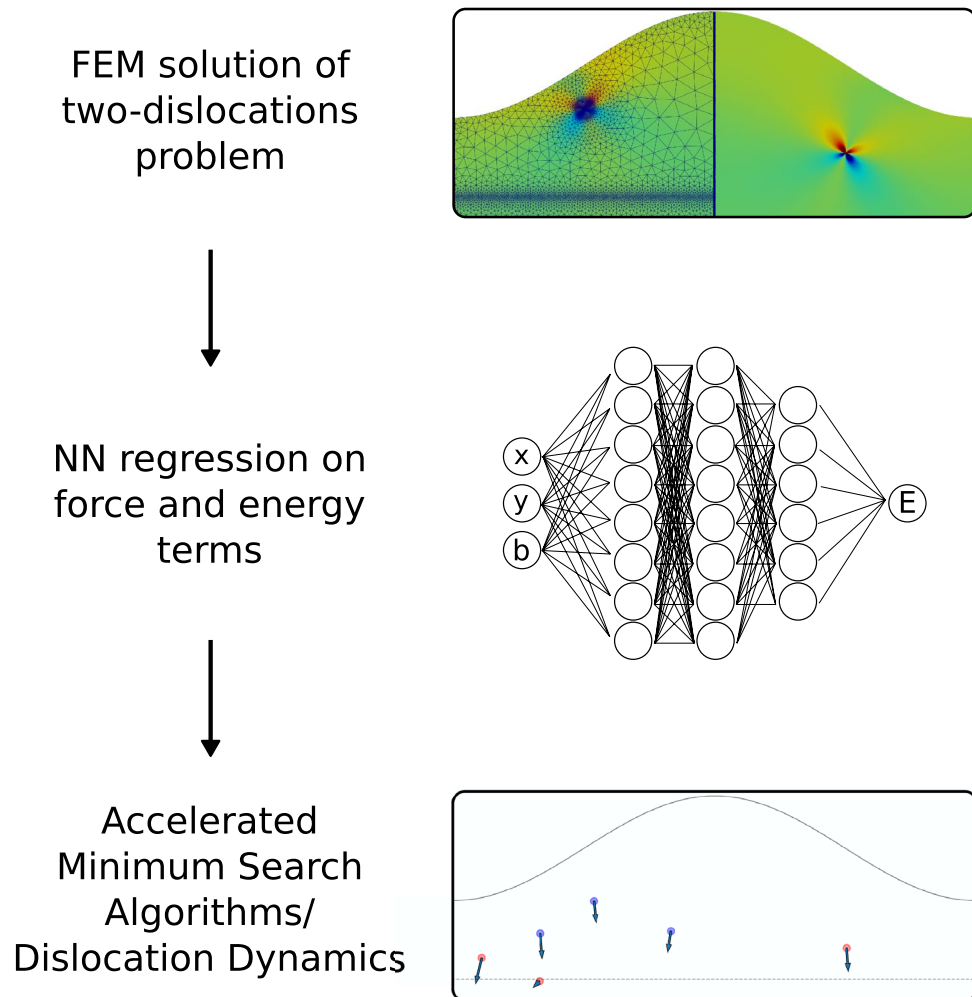 FEM solution of
two-dislocations
problem
NN regression on
force and energy
terms
x
y
b
E
Accelerated
Minimum Search
Algorithms/
Dislocation Dynamics